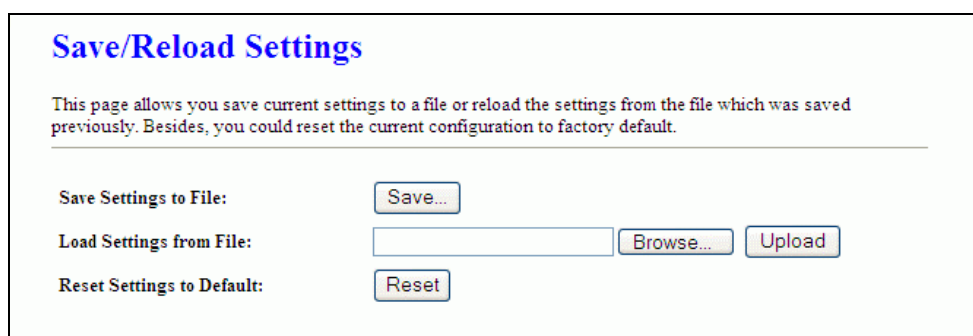 Save/Reload Settings
This page allows you save current settings to a file or reload the settings from the file which was saved
previously. Besides, you could reset the current configuration to factory default.
Save Settings to File: Save...
Load Settings from File: Browse... Upload
Reset Settings to Default: Reset